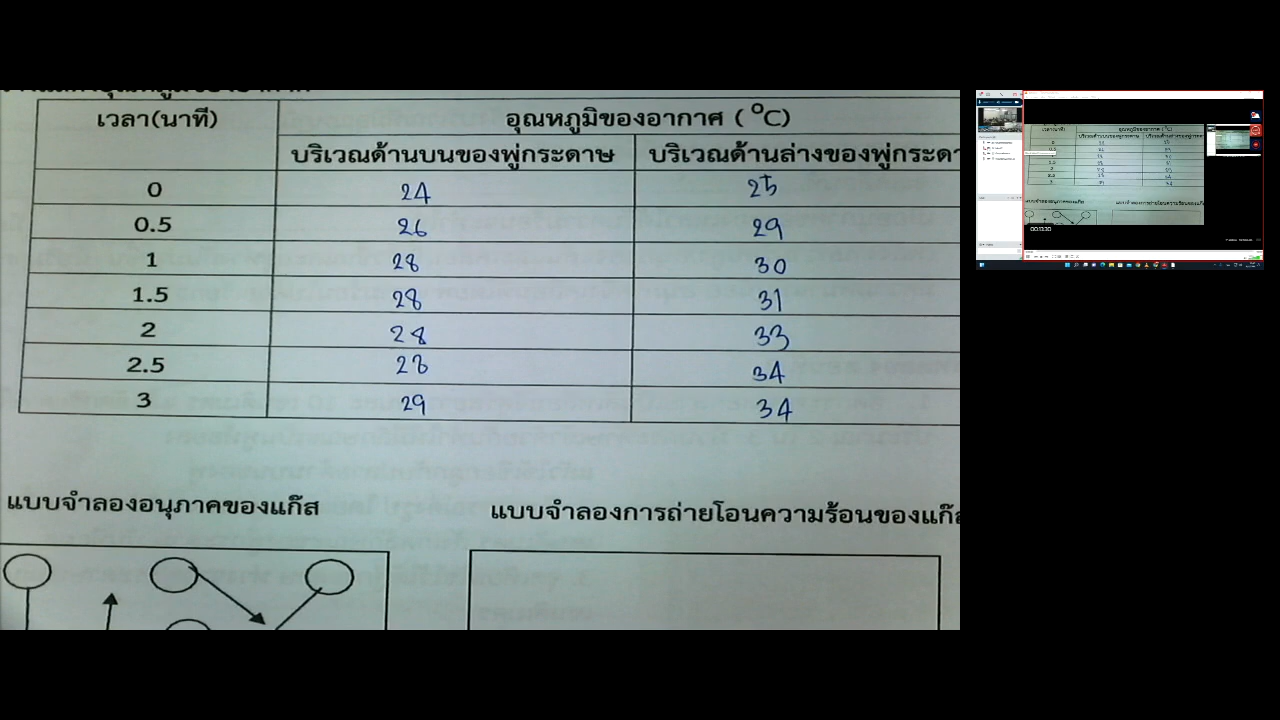 เวลา(นาที) อุณหภูมิของอากาศ ( ⁰C)
บริเวณด้านบนของพู่กระดาษ บริเวณด้านล่างของพู่กระดา
0 24 25
0.5 26 29
1 28 30
1.5 28 31
2 28 33
2.5 28 34
3 29 34
แบบจำลองอนุภาคของแก๊ส แบบจำลองการถ่ายโอนความร้อนของแก๊ส
00:13:30